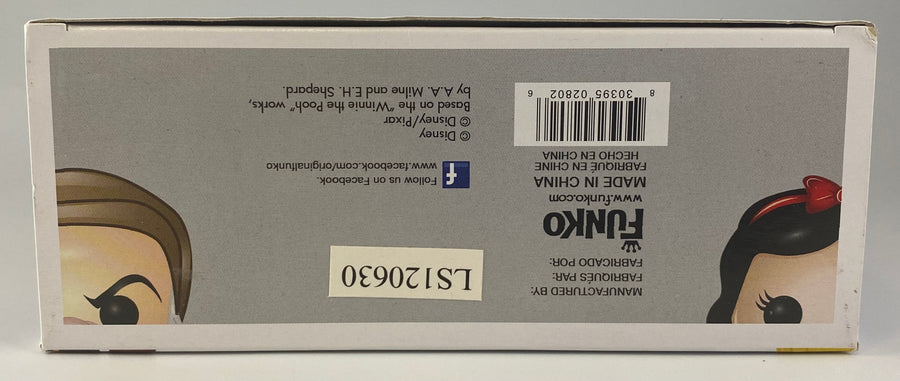 MANUFACTURED BY:
FABRIQUÉS PAR:
FABRICADO POR:
FUNKO
www.funko.com
MADE IN CHINA
FABRIQUÉ EN CHINE
HECHO EN CHINA
8 30395 02802 6
LS120630
f Follow us on Facebook.
www.facebook.com/originalfunko
© Disney
© Disney/Pixar
Based on the "Winnie the Pooh" works,
by A.A. Milne and E.H. Shepard.